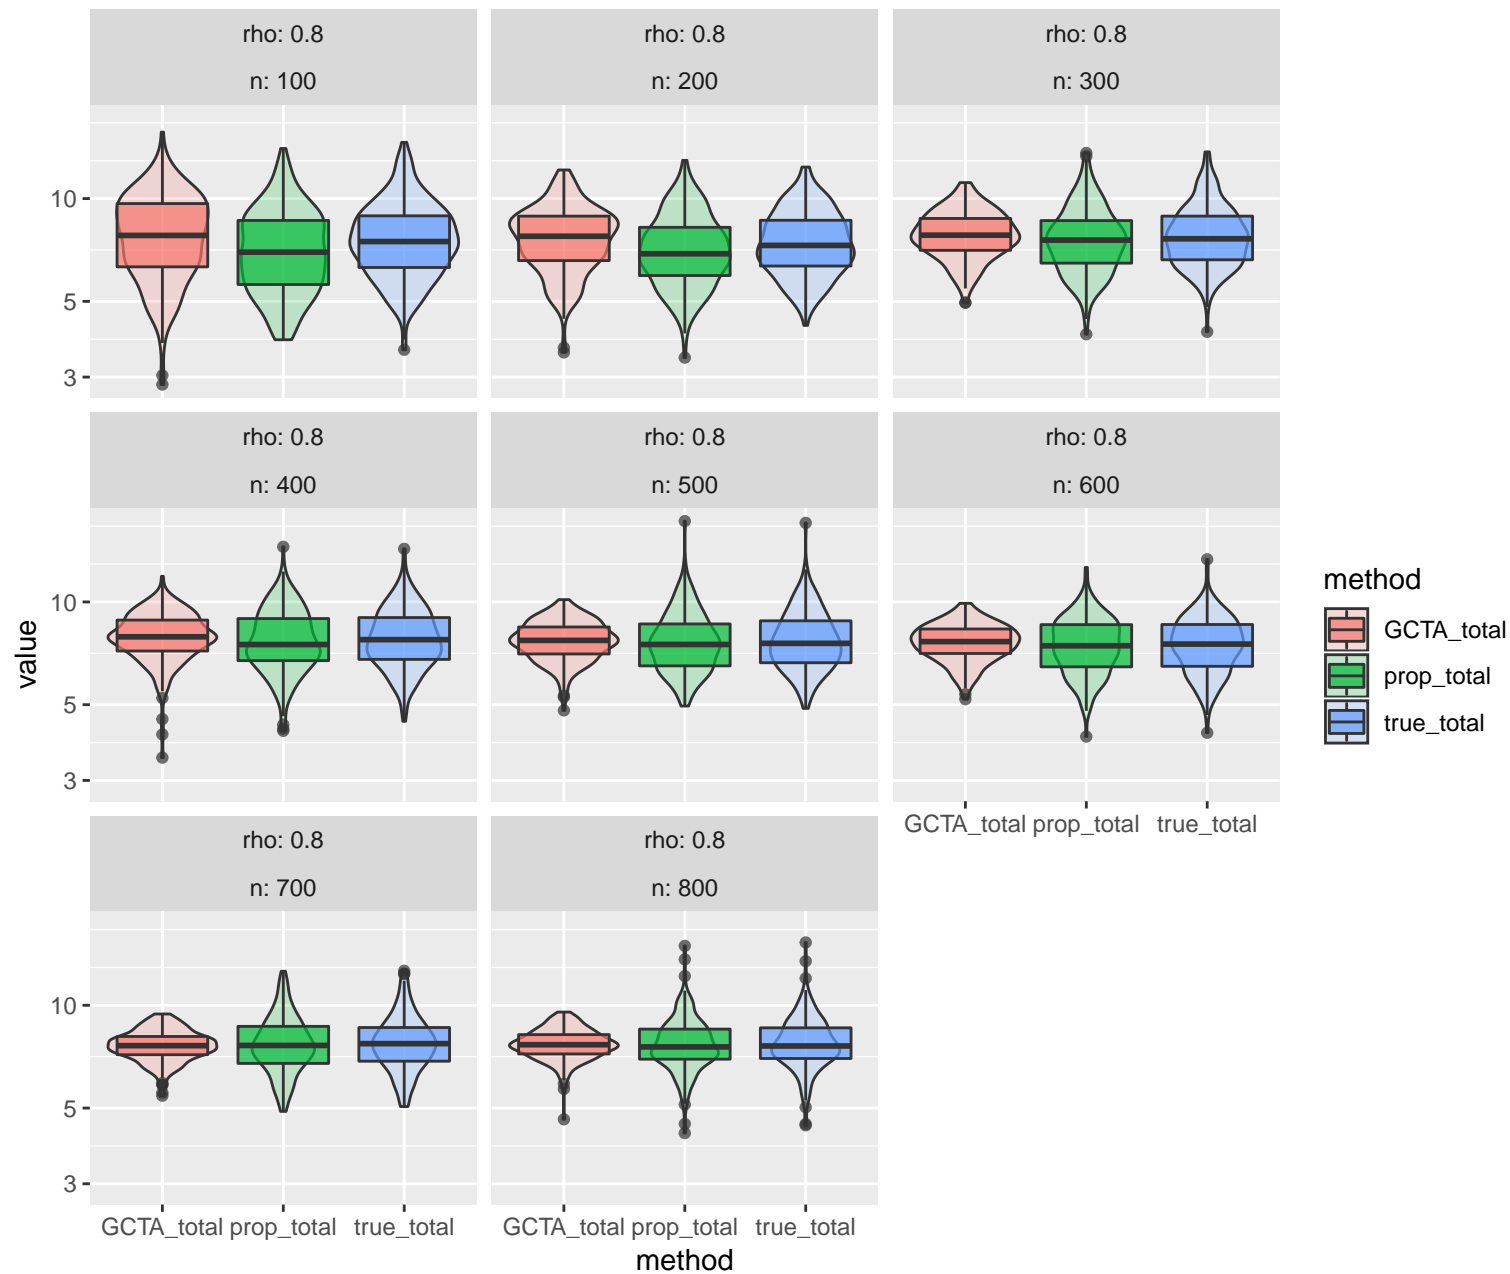 rho: 0.8
rho: 0.8
rho: 0.8
n: 100
n: 200
n: 300
10
5
3
rho: 0.8
rho: 0.8
rho: 0.8
n: 400
n: 500
n: 600
10
5
3
value
GCTA_total prop_total true_total
rho: 0.8
rho: 0.8
n: 700
n: 800
10
5
3
GCTA_total prop_total true_total
GCTA_total prop_total true_total
method
method
GCTA_total
prop_total
true_total